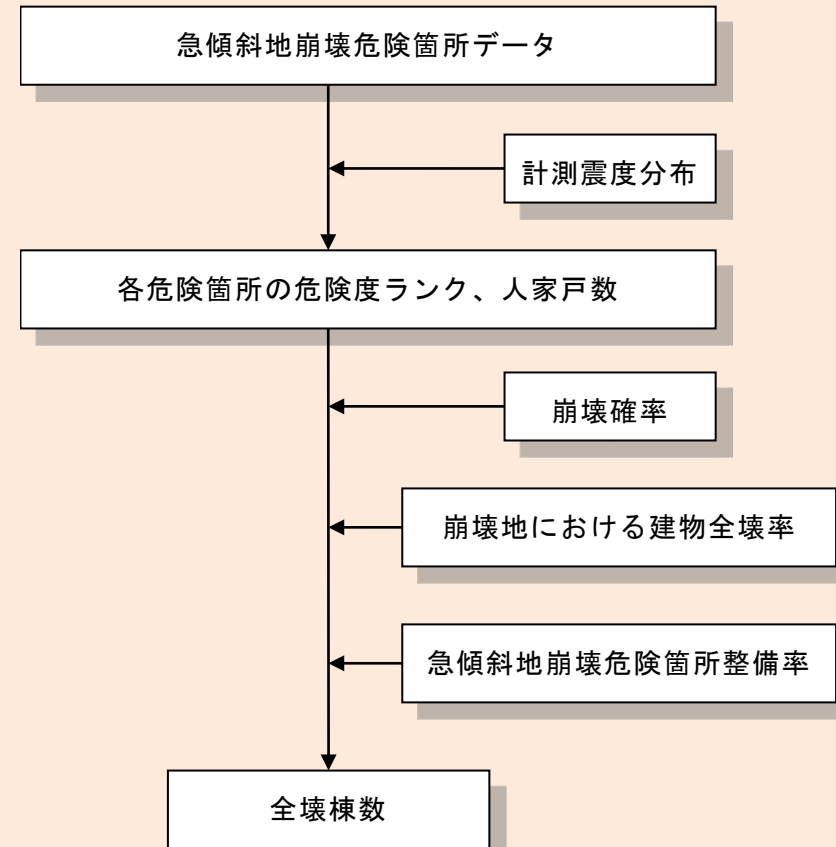 急傾斜地崩壊危険箇所データ
計測震度分布
各危険箇所の危険度ランク、人家戸数
崩壊確率
崩壊地における建物全壊率
急傾斜地崩壊危険箇所整備率
全壊棟数